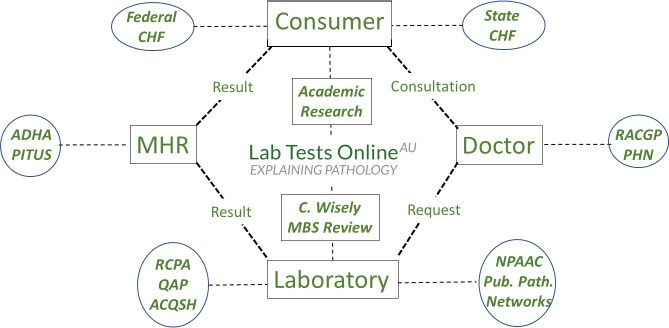 Federal
CHF
Consumer
State
CHF
Result
Academic
Research
Consultation
ADHA
PITUS
MHR
Lab Tests Online AU
EXPLAINING PATHOLOGY
Doctor
RACGP
PHN
Result
C. Wisely
MBS Review
Request
RCPA
QAP
ACQSH
Laboratory
NPAAC
Pub. Path.
Networks